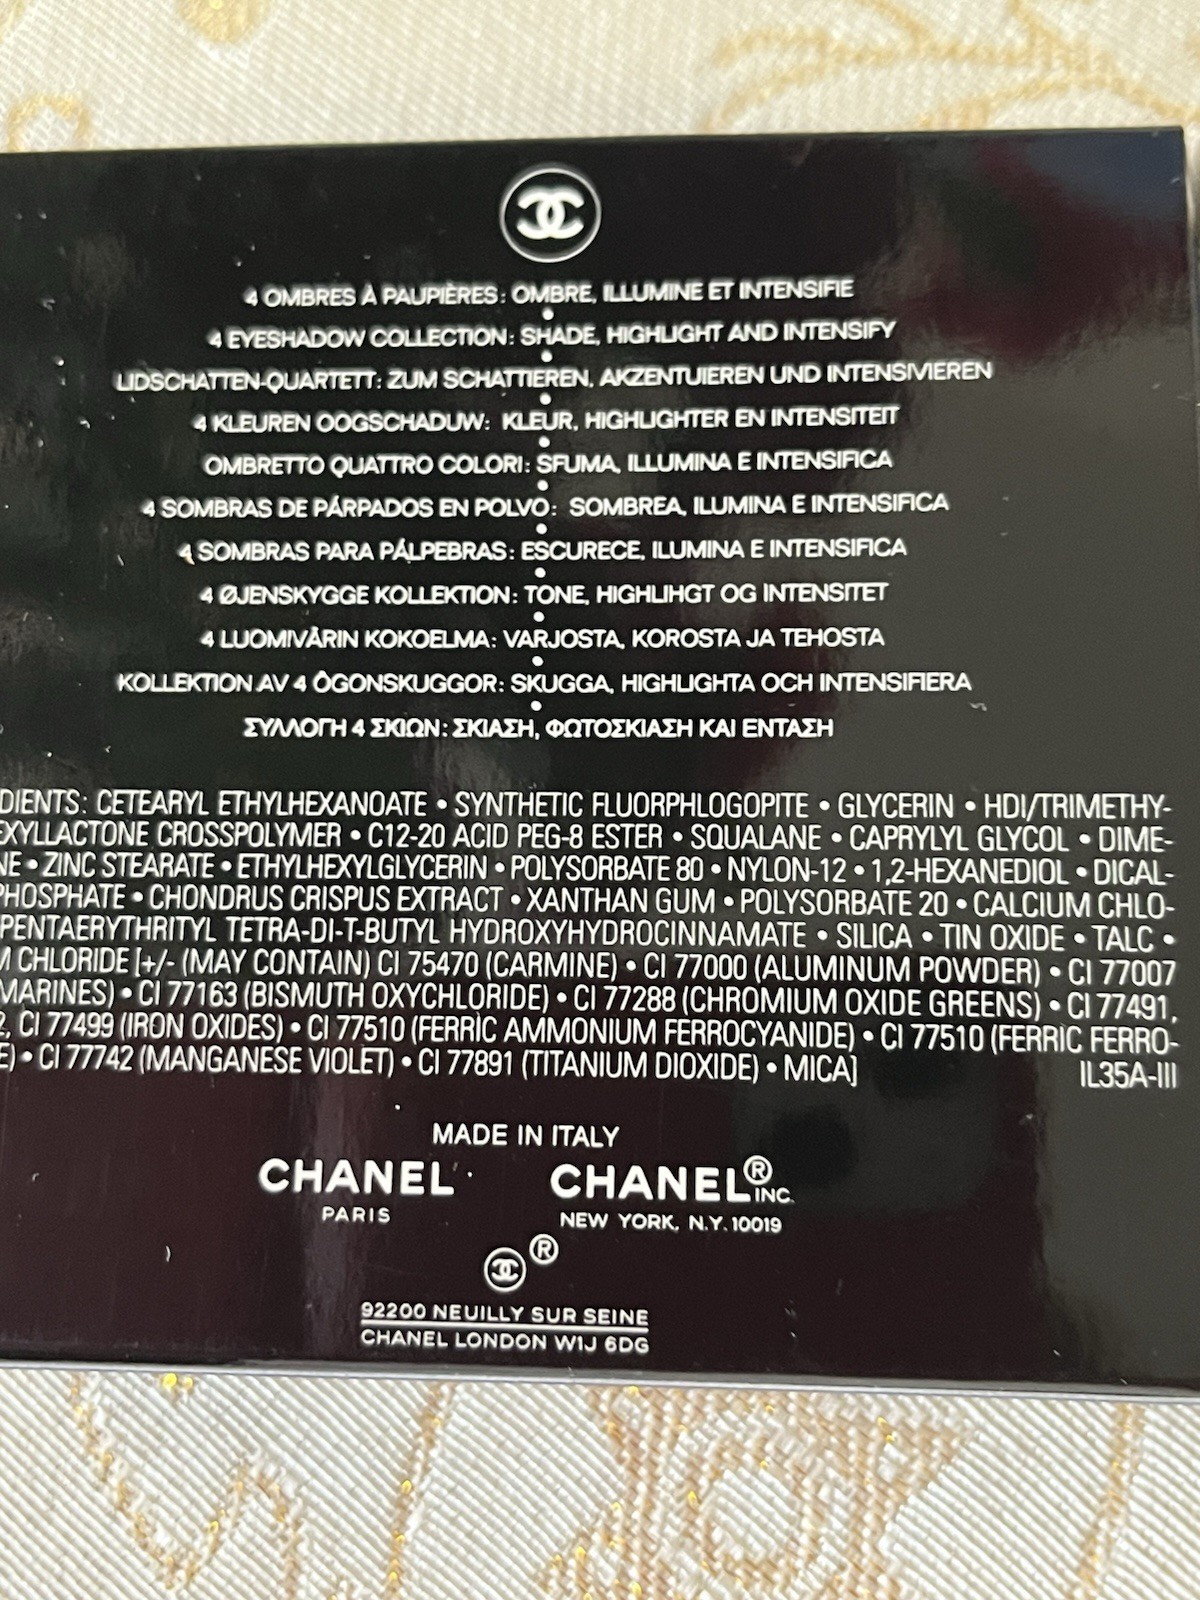 4 OMBRES À PAUPIÈRES: OMBRE, ILLUMINE ET INTENSIFIE
4 EYESHADOW COLLECTION: SHADE, HIGHLIGHT AND INTENSIFY
LIDSCHATTEN-QUARTETT: ZUM SCHATTIEREN, AKZENTUIEREN UND INTENSIVIEREN
4 KLEUREN OOGSCHADUW: KLEUR, HIGHLIGHTER EN INTENSITEIT
OMBRETTO QUATTRO COLORI: SFUMA, ILLUMINA E INTENSIFICA
4 SOMBRAS DE PÁRPADOS EN POLVO: SOMBREA, ILUMINA E INTENSIFICA
4 SOMBRAS PARA PÁLPEBRAS: ESCURECE, ILUMINA E INTENSIFICA
4 ØJENSKYGGE KOLLEKTION: TONE, HIGHLIHGT OG INTENSITET
4 LUOMIVÄRIN KOKOELMA: VARJOSTA, KOROSTA JA TEHOSTA
KOLLEKTION AV 4 ÖGONSKUGGOR: SKUGGA, HIGHLIGHTA OCH INTENSIFIERA
ΣΥΛΛΟΓΗ 4 ΣΚΙΩΝ: ΣΚΙΑΣΗ, ΦΩΤΟΣΚΙΑΣΗ ΚΑΙ ΕΝΤΑΣΗ
DIENTS: CETEARYL ETHYLHEXANOATE • SYNTHETIC FLUORPHLOGOPITE • GLYCERIN • HDI/TRIMETHY-
EXYLLACTONE CROSSPOLYMER • C12-20 ACID PEG-8 ESTER • SQUALANE • CAPRYLYL GLYCOL • DIME-
NE • ZINC STEARATE • ETHYLHEXYLGLYCERIN • POLYSORBATE 80 • NYLON-12 • 1,2-HEXANEDIOL • DICAL-
PHOSPHATE • CHONDRUS CRISPUS EXTRACT • XANTHAN GUM • POLYSORBATE 20 • CALCIUM CHLO-
PENTAERYTHRITYL TETRA-DI-T-BUTYL HYDROXYHYDROCINNAMATE • SILICA • TIN OXIDE • TALC •
M CHLORIDE [+/- (MAY CONTAIN) CI 75470 (CARMINE) • CI 77000 (ALUMINUM POWDER) • CI 77007
MARINES) • CI 77163 (BISMUTH OXYCHLORIDE) • CI 77288 (CHROMIUM OXIDE GREENS) • CI 77491,
2, CI 77499 (IRON OXIDES) • CI 77510 (FERRIC AMMONIUM FERROCYANIDE) • CI 77510 (FERRIC FERRO-
E) • CI 77742 (MANGANESE VIOLET) • CI 77891 (TITANIUM DIOXIDE) • MICA] IL35A-III
MADE IN ITALY
CHANEL CHANEL® INC.
PARIS NEW YORK, N.Y. 10019
®
92200 NEUILLY SUR SEINE
CHANEL LONDON W1J 6DG